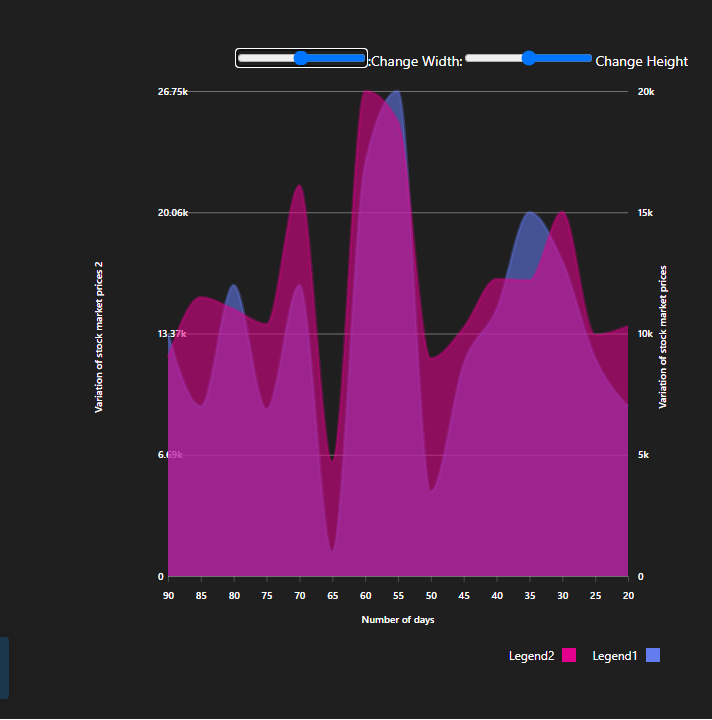 :Change Width: Change Height
26.75k
20k
20.06k
15k
13.37k
10k
6.69k
5k
0
0
Variation of stock market prices 2
Variation of stock market prices
90 85 80 75 70 65 60 55 50 45 40 35 30 25 20
Number of days
Legend2 Legend1